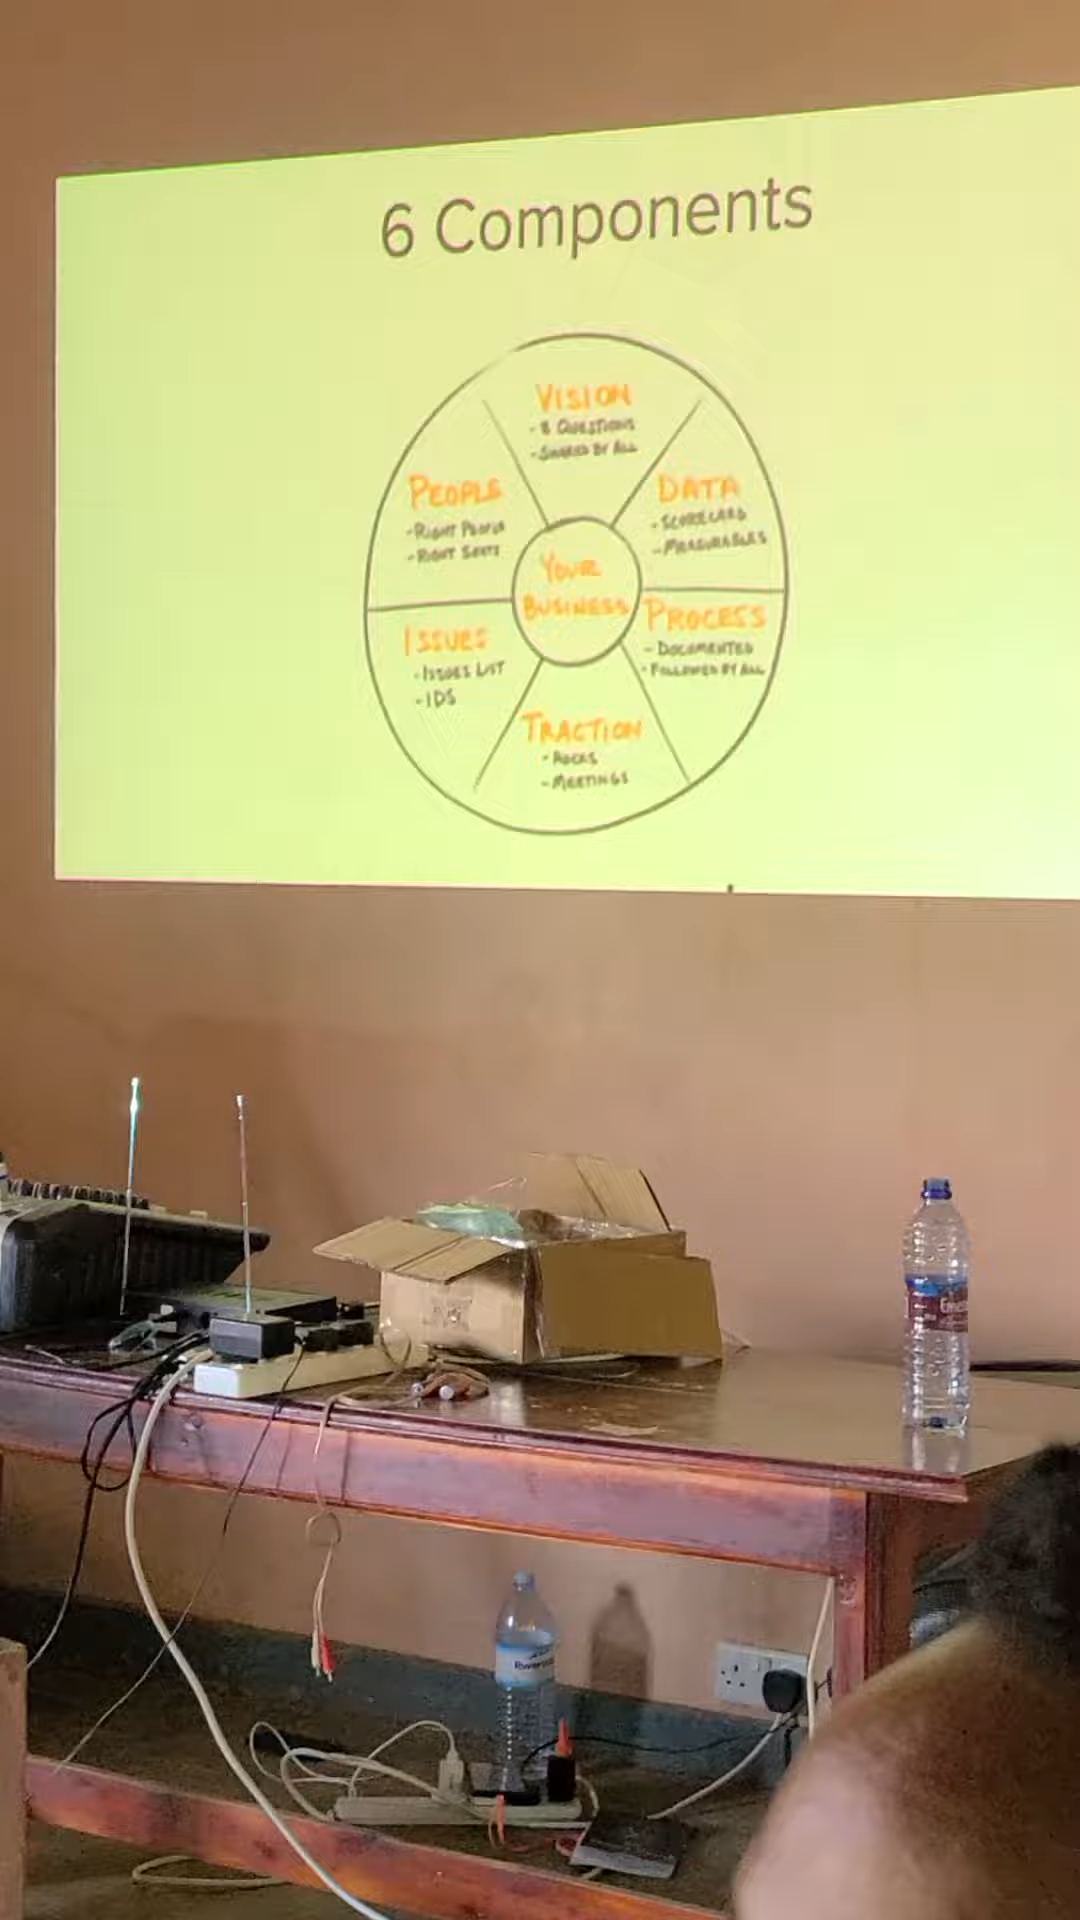 6 Components
VISION
- 8 QUESTIONS
- SHARED BY ALL
DATA
- SCORECARD
- MEASURABLES
PROCESS
- DOCUMENTED
- FOLLOWED BY ALL
TRACTION
- ROCKS
- MEETINGS
ISSUES
- ISSUES LIST
- IDS
PEOPLE
- RIGHT PEOPLE
- RIGHT SEATS
YOUR
BUSINESS